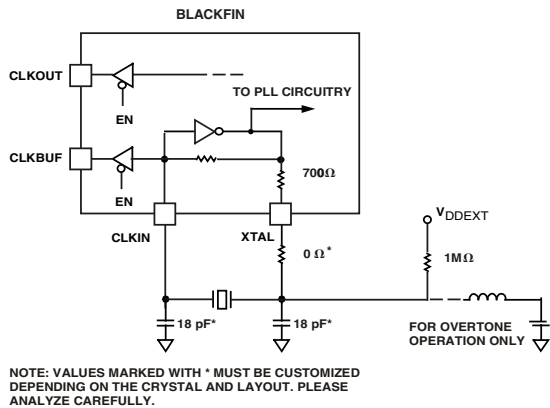 BLACKFIN
CLKOUT
TO PLL CIRCUITRY
EN
CLKBUF
700Ω
EN
VDDEXT
CLKIN
XTAL
0 Ω*
1MΩ
18 pF*
18 pF*
FOR OVERTONE
OPERATION ONLY
NOTE: VALUES MARKED WITH * MUST BE CUSTOMIZED
DEPENDING ON THE CRYSTAL AND LAYOUT. PLEASE
ANALYZE CAREFULLY.